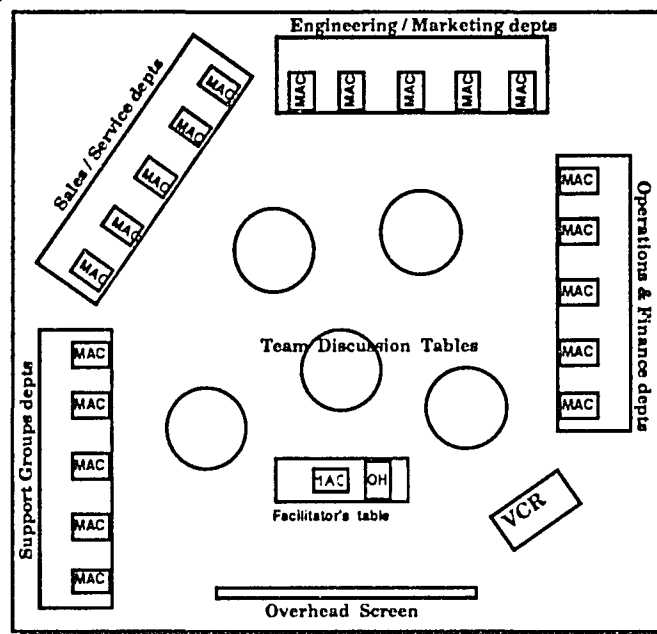 Engineering / Marketing depts
MAC MAC MAC MAC MAC
Sales / Service depts
MAC
MAC
MAC
MAC
MAC
Operations & Finance depts
MAC
MAC
MAC
MAC
MAC
Team Discussion Tables
Support Groups depts
MAC
MAC
MAC
MAC
MAC
MAC OH
Facilitator's table
VCR
Overhead Screen